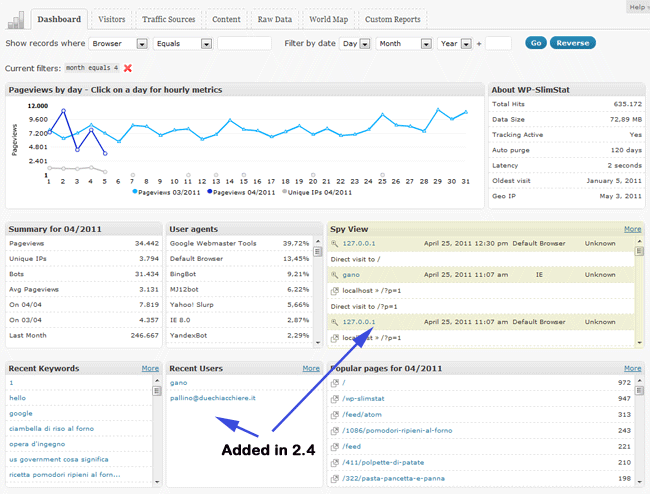 Help
Dashboard Visitors Traffic Sources Content Raw Data World Map Custom Reports
Show records where Browser Equals Filter by date Day Month Year + Go Reverse
Current filters: month equals 4
Pageviews by day - Click on a day for hourly metrics
Pageviews
12.000
9.600
7.200
4.801
2.401
1
1 2 3 4 5 6 7 8 9 10 11 12 13 14 15 16 17 18 19 20 21 22 23 24 25 26 27 28 29 30 31
Pageviews 03/2011 Pageviews 04/2011 Unique IPs 04/2011
About WP-SlimStat
Total Hits 635.172
Data Size 72,89 MB
Tracking Active Yes
Auto purge 120 days
Latency 2 seconds
Oldest visit January 5, 2011
Geo IP May 3, 2011
Summary for 04/2011
Pageviews 34.442
Unique IPs 3.794
Bots 31.434
Avg Pageviews 3.131
On 04/04 7.819
On 03/04 4.357
Last Month 246.667
User agents
Google Webmaster Tools 39,72%
Default Browser 13,45%
BingBot 9,21%
MJ12bot 6,22%
Yahoo! Slurp 5,66%
IE 8.0 2,87%
YandexBot 2,29%
Spy View More
127.0.0.1 April 25, 2011 12:30 pm Default Browser Unknown
Direct visit to /
gano April 25, 2011 11:07 am IE Unknown
localhost » /?p=1
Direct visit to /?p=1
127.0.0.1 April 25, 2011 11:07 am Default Browser Unknown
localhost » /?p=1
Recent Keywords More
1
hello
google
ciambella di riso al forno
opera d'ingegno
us government cosa significa
ricetta pomodori ripieni al forn...
Recent Users More
gano
pallino@duechiacchiere.it
Added in 2.4
Popular pages for 04/2011 More
/ 972
/wp-slimstat 947
/feed/atom 313
/1086/pomodori-ripieni-al-forno 243
/feed 221
/411/polpette-di-patate 210
/322/pasta-pancetta-e-panna 198